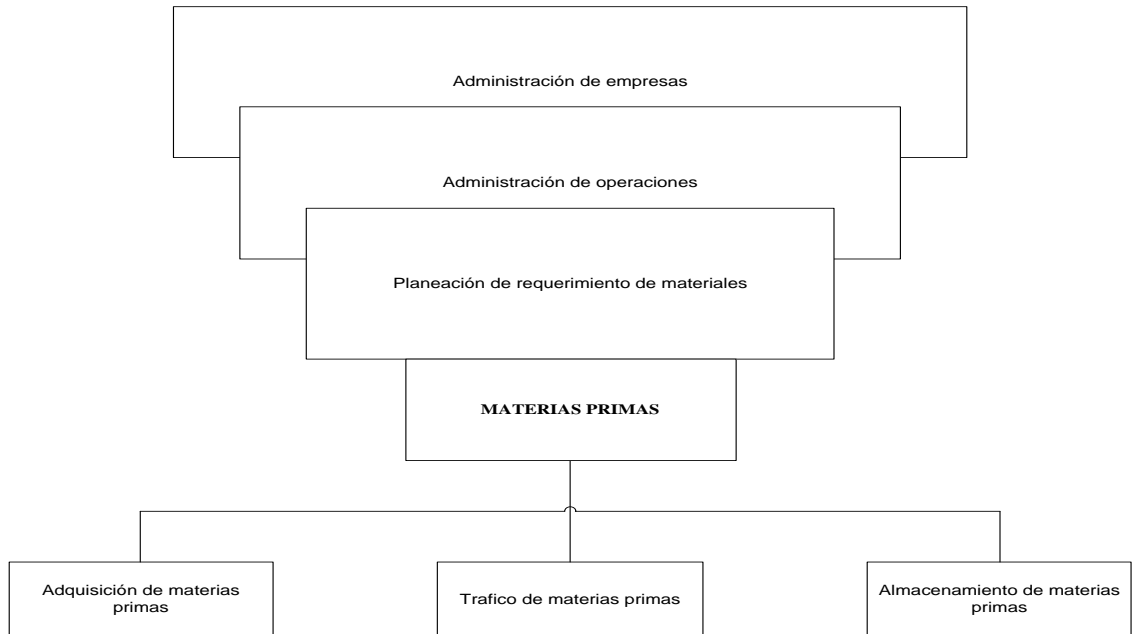 Administración de empresas
Administración de operaciones
Planeación de requerimiento de materiales
MATERIAS PRIMAS
Adquisición de materias
primas
Trafico de materias primas
Almacenamiento de materias
primas